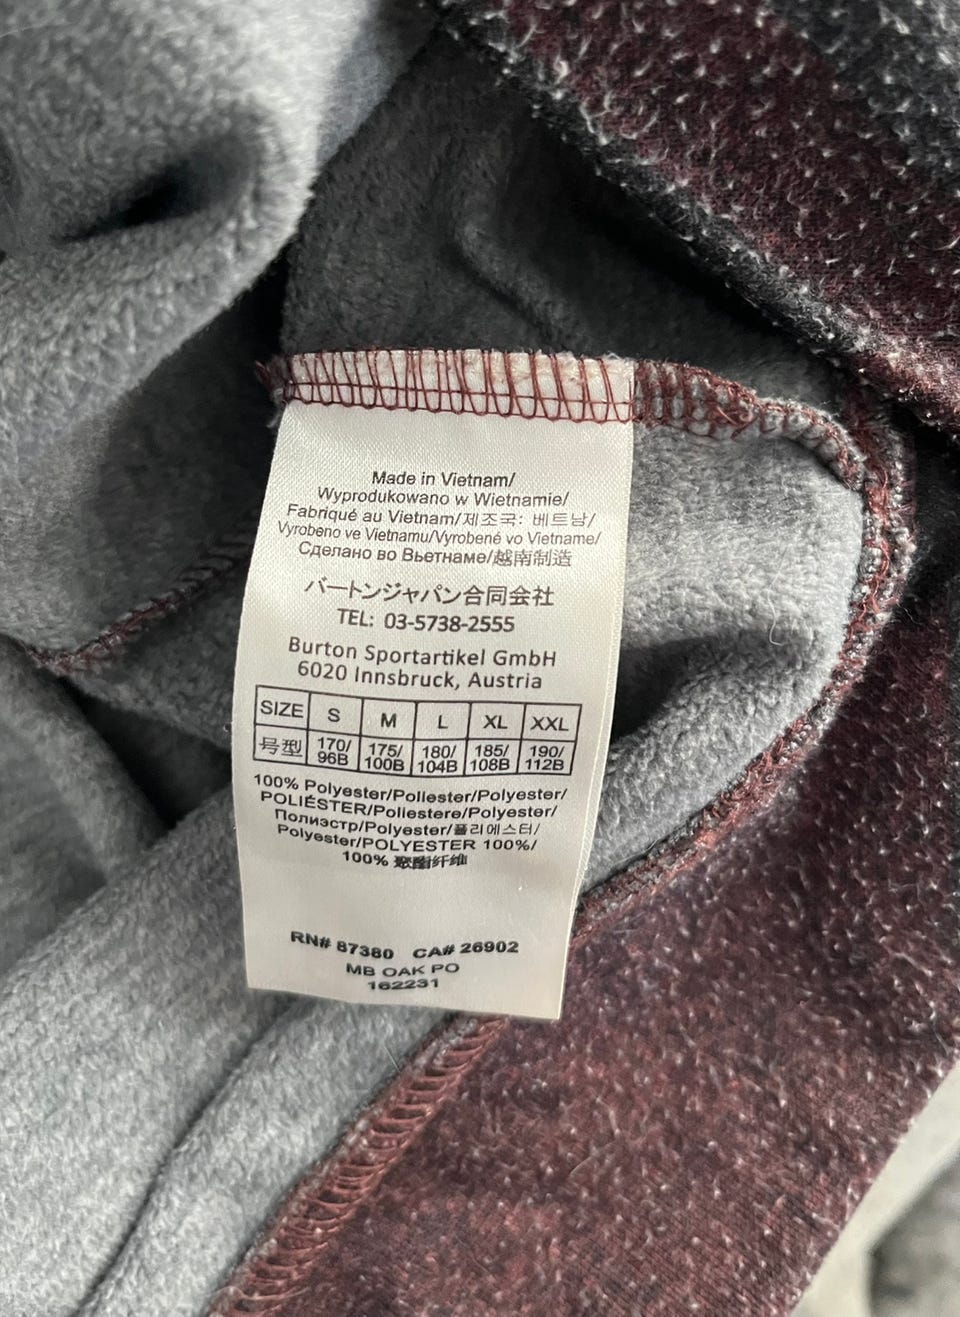 Made in Vietnam/
Wyprodukowano w Wietnamie/
Fabriqué au Vietnam/제조국: 베트남/
Vyrobeno ve Vietnamu/Vyrobené vo Vietname/
Сделано во Вьетнаме/越南制造
バートンジャパン合同会社
TEL: 03-5738-2555
Burton Sportartikel GmbH
6020 Innsbruck, Austria
SIZE S M L XL XXL
号型 170/96B 175/100B 180/104B 185/108B 190/112B
100% Polyester/Poliester/Polyester/
POLIÉSTER/Poliestere/Polyester/
Полиэстр/Polyester/폴리에스터/
Polyester/POLYESTER 100%/
100% 聚酯纤维
RN# 87380 CA# 26902
MB OAK PO
162231